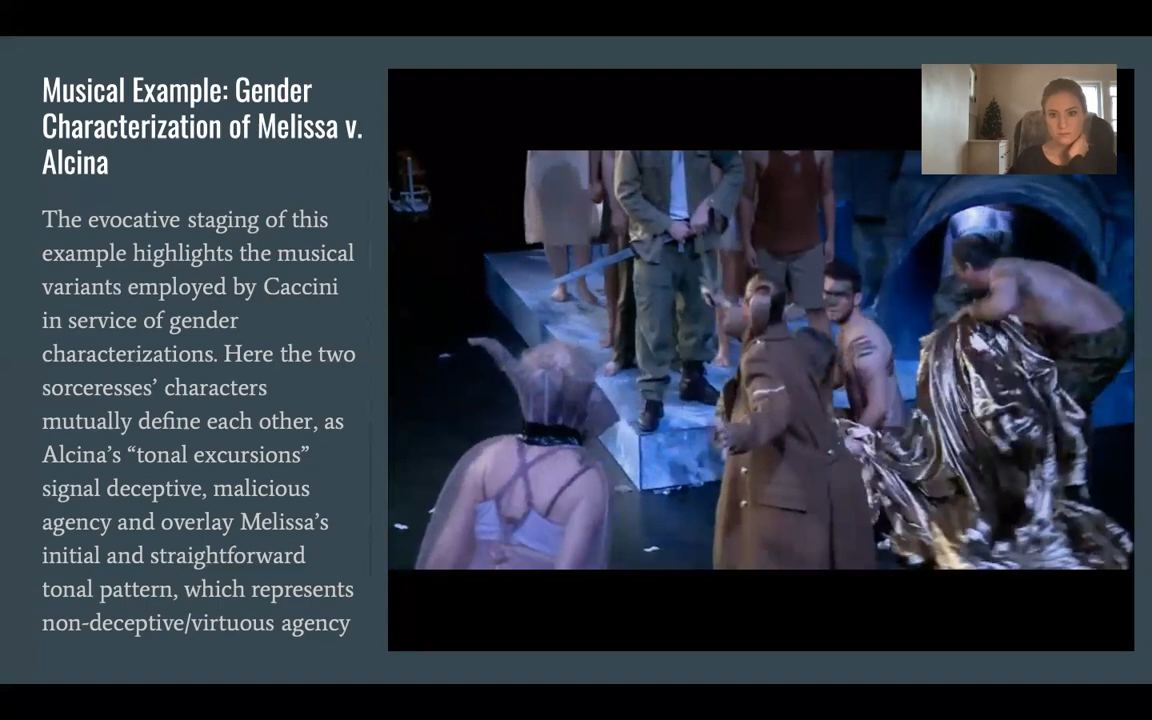 Musical Example: Gender
Characterization of Melissa v.
Alcina
The evocative staging of this
example highlights the musical
variants employed by Caccini
in service of gender
characterizations. Here the two
sorceresses’ characters
mutually define each other, as
Alcina’s “tonal excursions”
signal deceptive, malicious
agency and overlay Melissa’s
initial and straightforward
tonal pattern, which represents
non-deceptive/virtuous agency